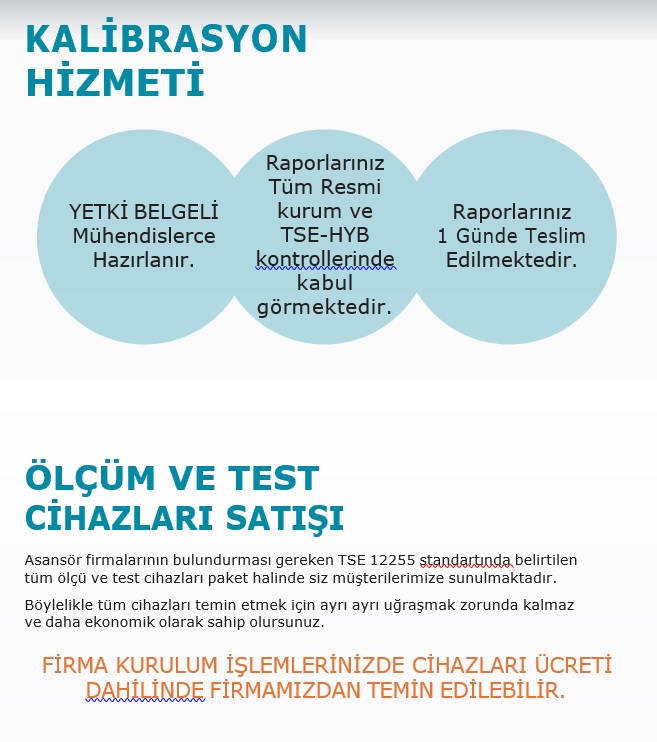 KALİBRASYON
HİZMETİ
YETKİ BELGELİ
Mühendislerce
Hazırlanır.
Raporlarınız
Tüm Resmi
kurum ve
TSE-HYB
kontrollerinde
kabul
görmektedir.
Raporlarınız
1 Günde Teslim
Edilmektedir.
ÖLÇÜM VE TEST
CİHAZLARI SATIŞI
Asansör firmalarının bulundurması gereken TSE 12255 standartında belirtilen
tüm ölçü ve test cihazları paket halinde siz müşterilerimize sunulmaktadır.
Böylelikle tüm cihazları temin etmek için ayrı ayrı uğraşmak zorunda kalmaz
ve daha ekonomik olarak sahip olursunuz.
FİRMA KURULUM İŞLEMLERİNİZDE CİHAZLARI ÜCRETİ
DAHİLİNDE FİRMAMIZDAN TEMİN EDİLEBİLİR.